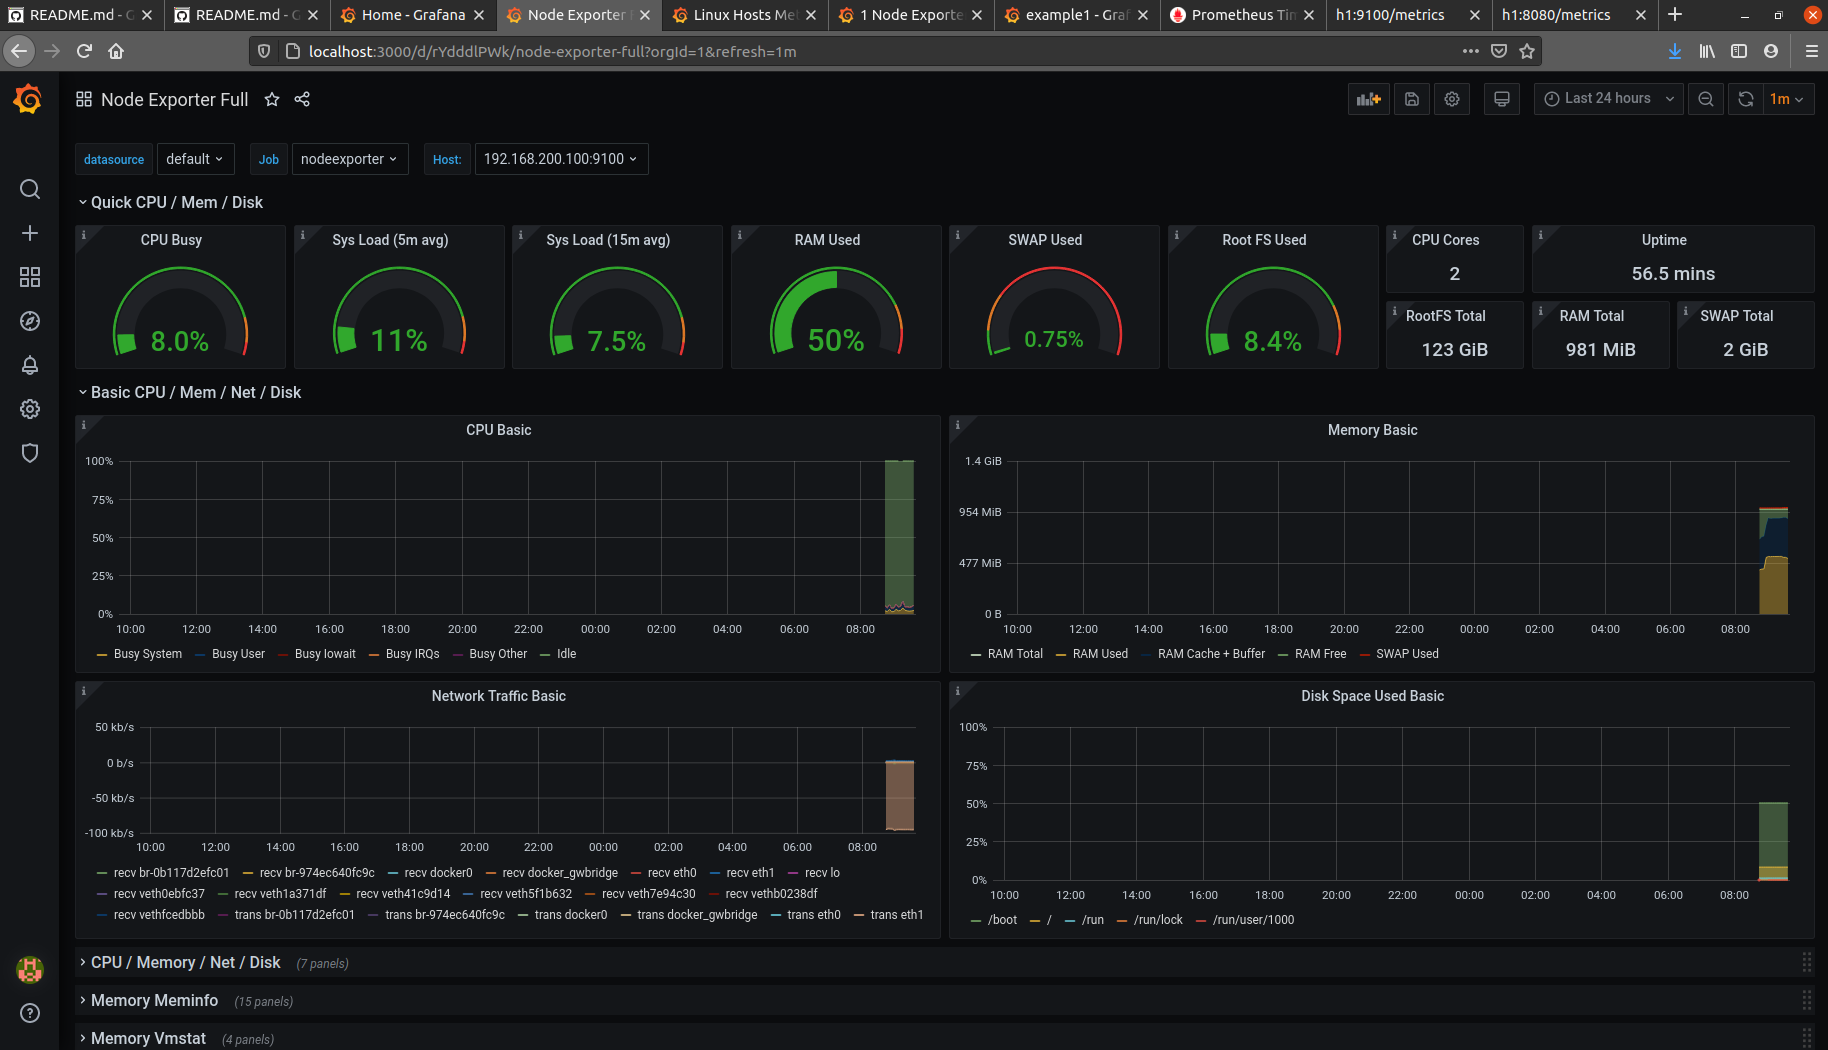 README.md - G
README.md - G
Home - Grafana
Node Exporter F
Linux Hosts Met
1 Node Exporte
example1 - Graf
Prometheus Tim
h1:9100/metrics
h1:8080/metrics
localhost:3000/d/rYdddlPWk/node-exporter-full?orgId=1&refresh=1m
Node Exporter Full
Last 24 hours
1m
datasource default Job nodeexporter Host: 192.168.200.100:9100
Quick CPU / Mem / Disk
CPU Busy
8.0%
Sys Load (5m avg)
11%
Sys Load (15m avg)
7.5%
RAM Used
50%
SWAP Used
0.75%
Root FS Used
8.4%
CPU Cores
2
Uptime
56.5 mins
RootFS Total
123 GiB
RAM Total
981 MiB
SWAP Total
2 GiB
Basic CPU / Mem / Net / Disk
CPU Basic
100%
75%
50%
25%
0%
10:00 12:00 14:00 16:00 18:00 20:00 22:00 00:00 02:00 04:00 06:00 08:00
Busy System Busy User Busy Iowait Busy IRQs Busy Other Idle
Memory Basic
1.4 GiB
954 MiB
477 MiB
0 B
10:00 12:00 14:00 16:00 18:00 20:00 22:00 00:00 02:00 04:00 06:00 08:00
RAM Total RAM Used RAM Cache + Buffer RAM Free SWAP Used
Network Traffic Basic
50 kb/s
0 b/s
-50 kb/s
-100 kb/s
10:00 12:00 14:00 16:00 18:00 20:00 22:00 00:00 02:00 04:00 06:00 08:00
recv br-0b117d2efc01 recv br-974ec640fc9c recv docker0 recv docker_gwbridge recv eth0 recv eth1 recv lo
recv veth0ebfc37 recv veth1a371df recv veth41c9d14 recv veth5f1b632 recv veth7e94c30 recv vethb0238df
recv vethfcedbbb trans br-0b117d2efc01 trans br-974ec640fc9c trans docker0 trans docker_gwbridge trans eth0 trans eth1
Disk Space Used Basic
100%
75%
50%
25%
0%
10:00 12:00 14:00 16:00 18:00 20:00 22:00 00:00 02:00 04:00 06:00 08:00
/boot / /run /run/lock /run/user/1000
CPU / Memory / Net / Disk (7 panels)
Memory Meminfo (15 panels)
Memory Vmstat (4 panels)